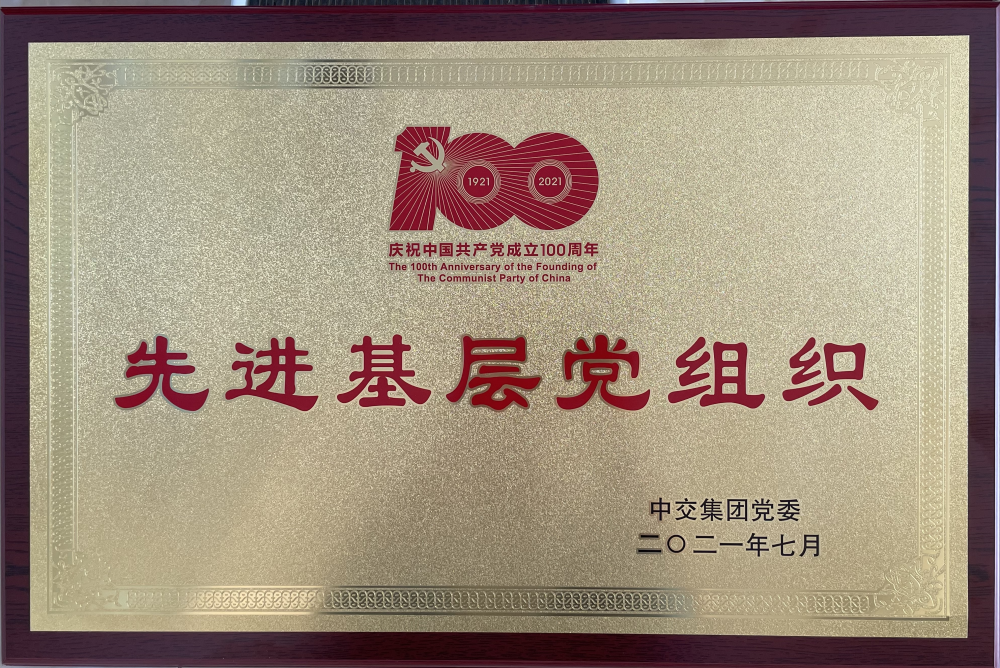 100
1921 2021
庆祝中国共产党成立100周年
The 100th Anniversary of the Founding of
The Communist Party of China
先进基层党组织
中交集团党委
二〇二一年七月